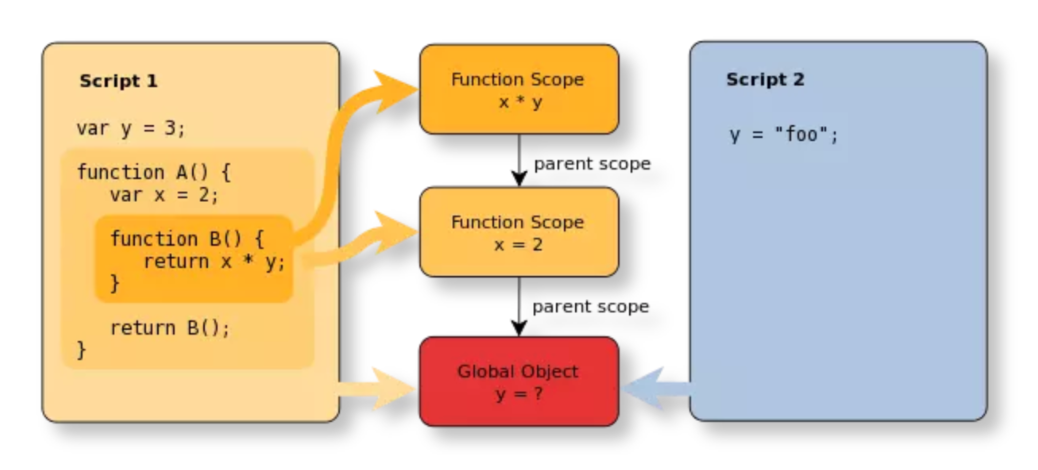 Script 1
var y = 3;
function A() {
var x = 2;
function B() {
return x * y;
}
return B();
}
Function Scope
x * y
parent scope
Function Scope
x = 2
parent scope
Global Object
y = ?
Script 2
y = "foo";